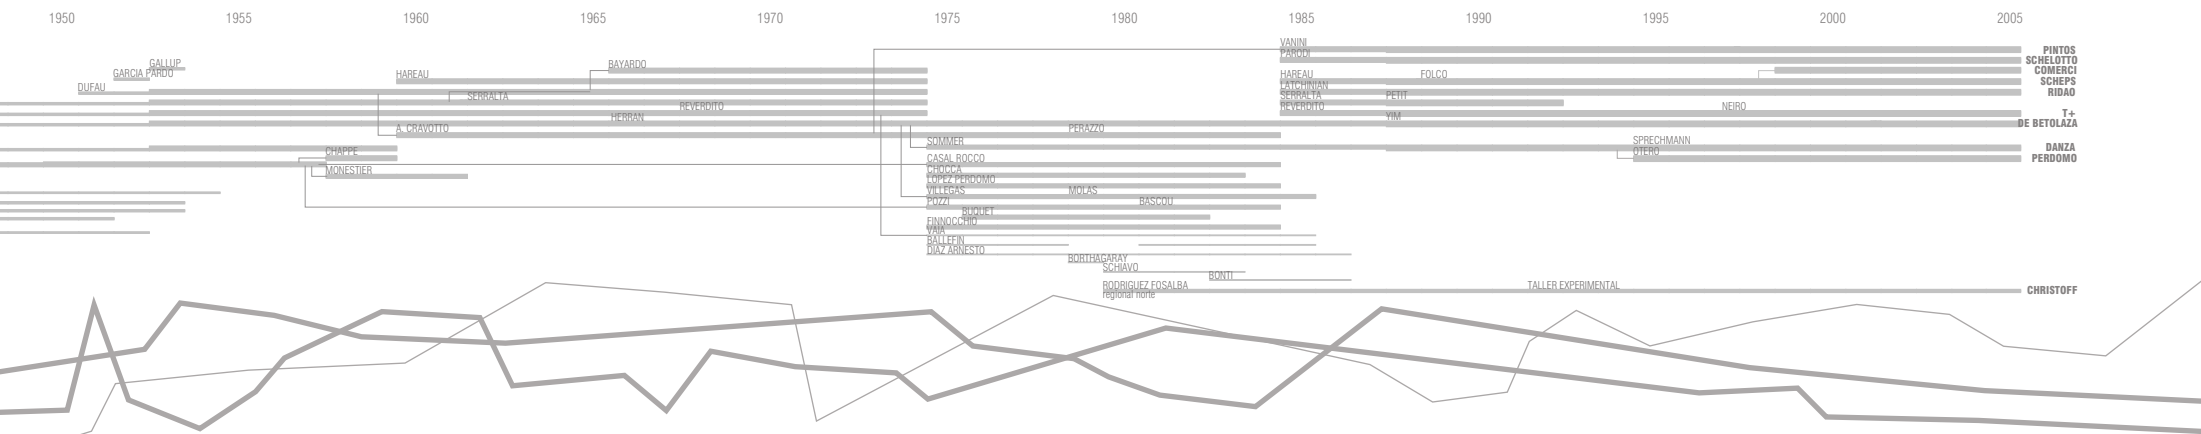 1950 1955 1960 1965 1970 1975 1980 1985 1990 1995 2000 2005
VANINI
PINTOS
PARODI
SCHELOTTO
GALLUP
BAYARDO
COMERCI
GARCIA PARDO
HAREAU
HAREAU FOLCO
SCHEPS
DUFAU
LATCHINIAN
RIDAO
SERRALTA
SERRALTA PETIT
REVERDITO
REVERDITO
NEIRO
T+
HERRAN
YIM
DE BETOLAZA
A. CRAVOTTO
PERAZZO
SOMMER
SPRECHMANN
DANZA
CHAPPE
OTERO
PERDOMO
CASAL ROCCO
MONESTIER
CHOCCA
LOPEZ PERDOMO
VILLEGAS MOLAS
POZZI BASCOU
BUQUET
FINNOCCHIO
VAIA
BALLEFIN
DIAZ ARNESTO
BORTHAGARAY
SCHIAVO
BONTI
RODRIGUEZ FOSALBA
TALLER EXPERIMENTAL
CHRISTOFF
regional norte